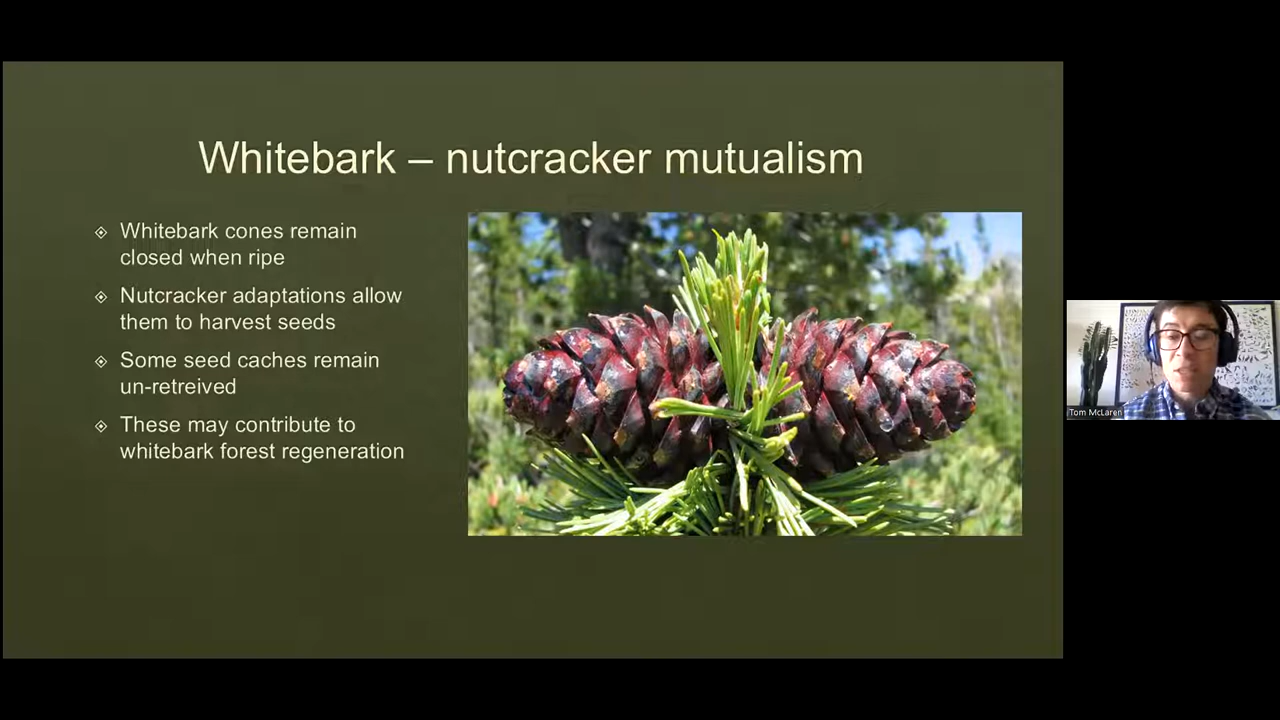 Whitebark – nutcracker mutualism
Whitebark cones remain
closed when ripe
Nutcracker adaptations allow
them to harvest seeds
Some seed caches remain
un-retreived
These may contribute to
whitebark forest regeneration
Tom McLaren